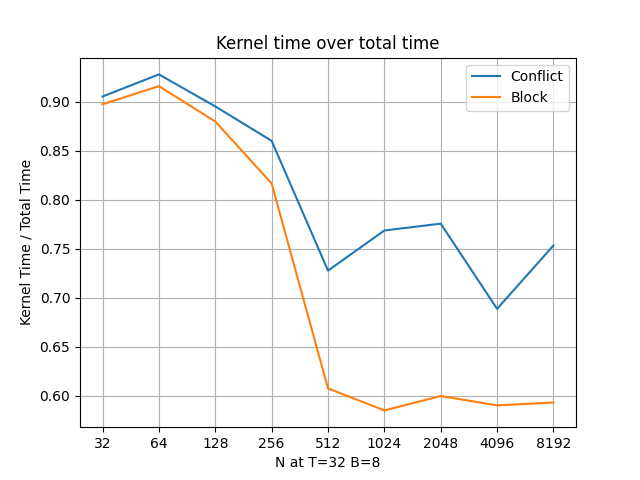 Kernel time over total time
Conflict
Block
Kernel Time / Total Time
0.90
0.85
0.80
0.75
0.70
0.65
0.60
32 64 128 256 512 1024 2048 4096 8192
N at T=32 B=8